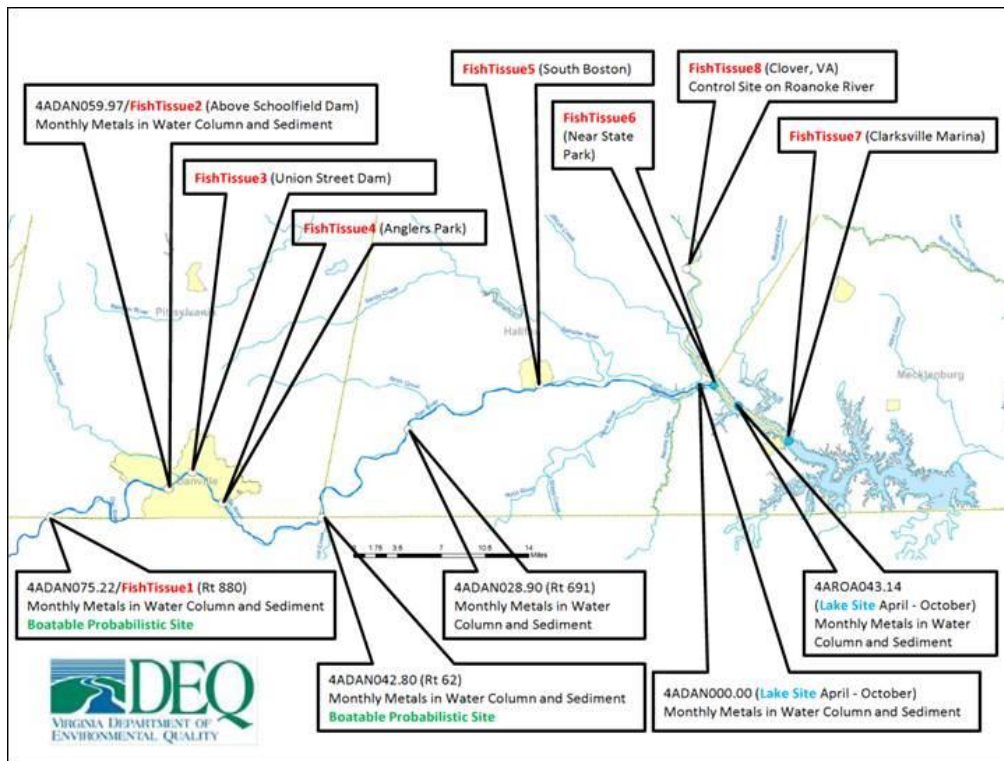 FishTissue5 (South Boston)
FishTissue8 (Clover, VA)
Control Site on Roanoke River
4ADAN059.97/FishTissue2 (Above Schoolfield Dam)
Monthly Metals in Water Column and Sediment
FishTissue6
(Near State
Park)
FishTissue7 (Clarksville Marina)
FishTissue3 (Union Street Dam)
FishTissue4 (Anglers Park)
Pittsylvania
Halifax
Mecklenburg
Danville
Miles
4ADAN075.22/FishTissue1 (Rt 880)
Monthly Metals in Water Column and Sediment
Boatable Probabilistic Site
4ADAN028.90 (Rt 691)
Monthly Metals in Water
Column and Sediment
4AROA043.14
(Lake Site April - October)
Monthly Metals in Water
Column and Sediment
4ADAN042.80 (Rt 62)
Monthly Metals in Water Column and Sediment
Boatable Probabilistic Site
4ADAN000.00 (Lake Site April - October)
Monthly Metals in Water Column and Sediment
DEQ
VIRGINIA DEPARTMENT OF
ENVIRONMENTAL QUALITY